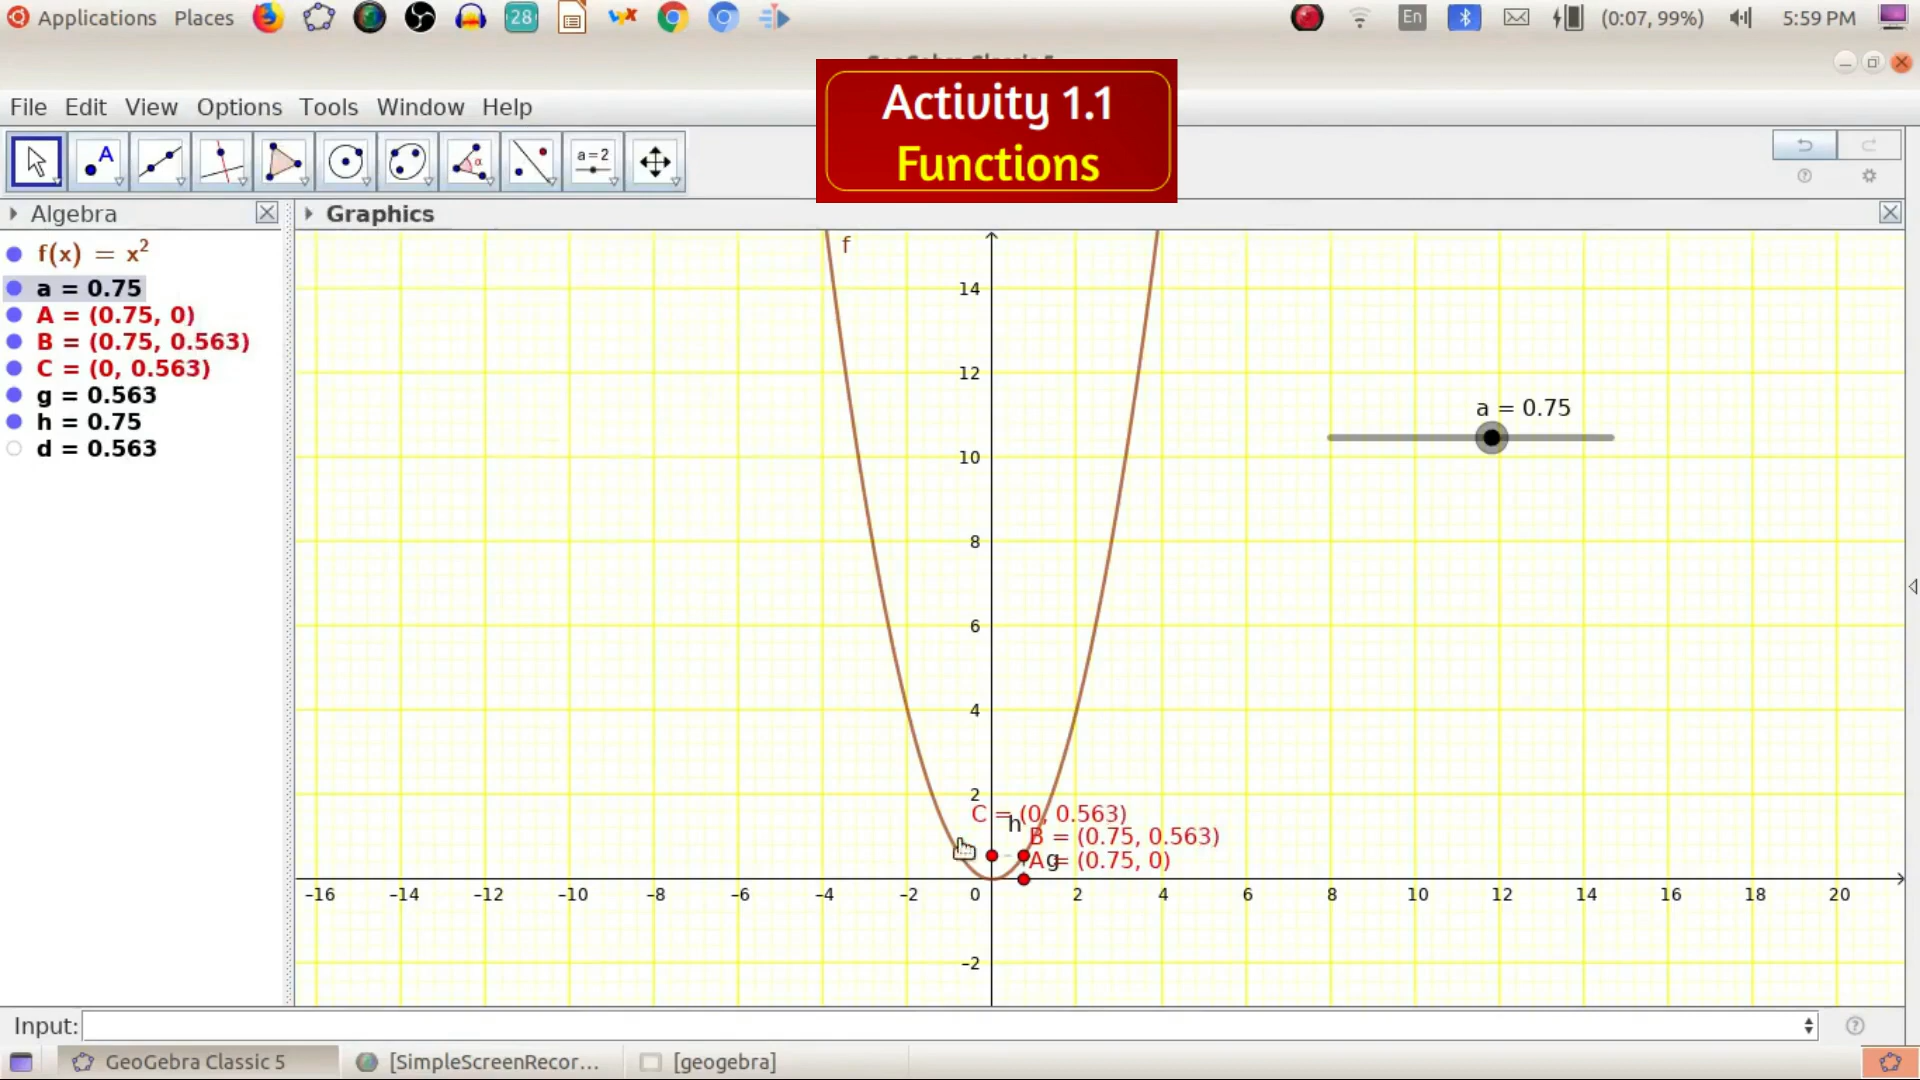 Applications Places 28 En (0:07, 99%) 5:59 PM
GeoGebra Classic 5
Activity 1.1
Functions
File Edit View Options Tools Window Help
A α a=2
Algebra
Graphics
f(x) = x²
a = 0.75
A = (0.75, 0)
B = (0.75, 0.563)
C = (0, 0.563)
g = 0.563
h = 0.75
d = 0.563
f
14
12
10
8
6
4
2
a = 0.75
C = (0, 0.563)
h
B = (0.75, 0.563)
A = (0.75, 0)
g
–16 –14 –12 –10 –8 –6 –4 –2 0 2 4 6 8 10 12 14 16 18 20
–2
Input:
GeoGebra Classic 5 [SimpleScreenRecor... [geogebra]